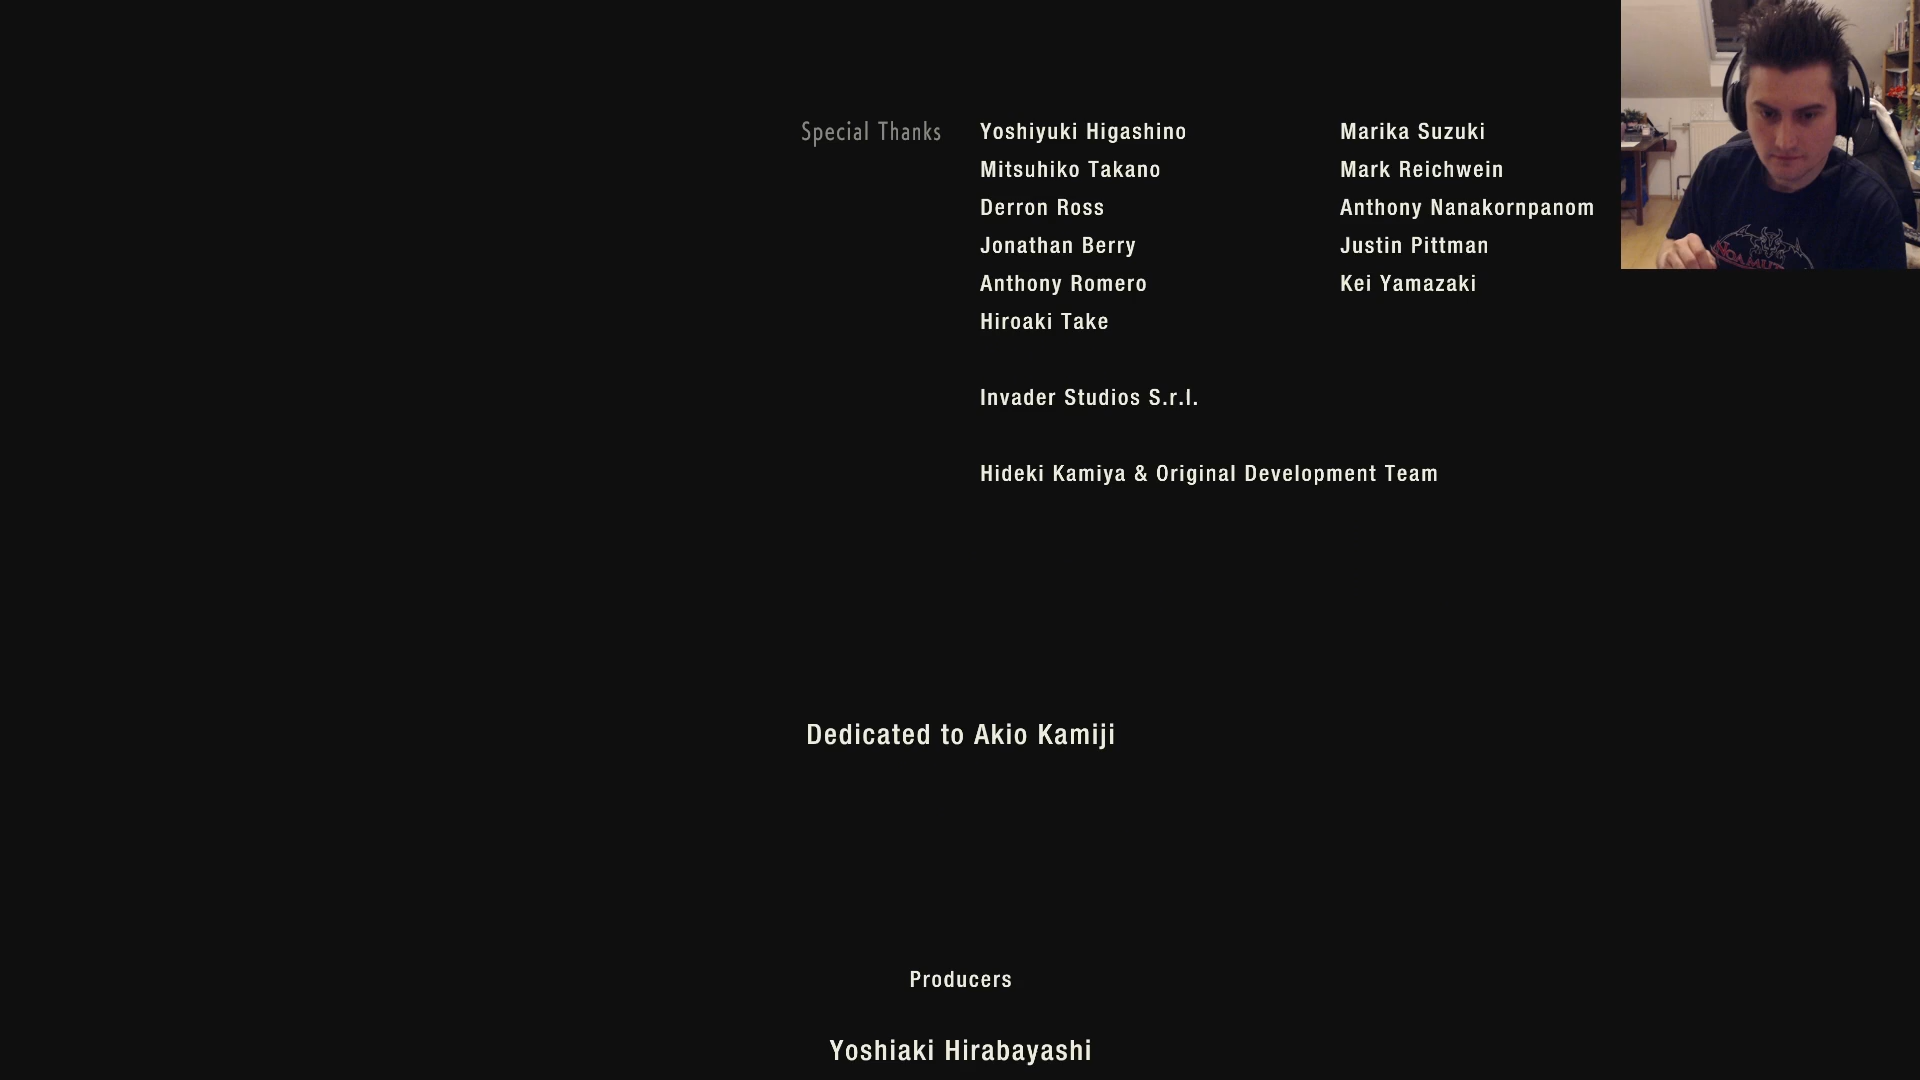 Special Thanks
Yoshiyuki Higashino Marika Suzuki
Mitsuhiko Takano Mark Reichwein
Derron Ross Anthony Nanakornpanom
Jonathan Berry Justin Pittman
Anthony Romero Kei Yamazaki
Hiroaki Take
Invader Studios S.r.l.
Hideki Kamiya & Original Development Team
Dedicated to Akio Kamiji
Producers
Yoshiaki Hirabayashi